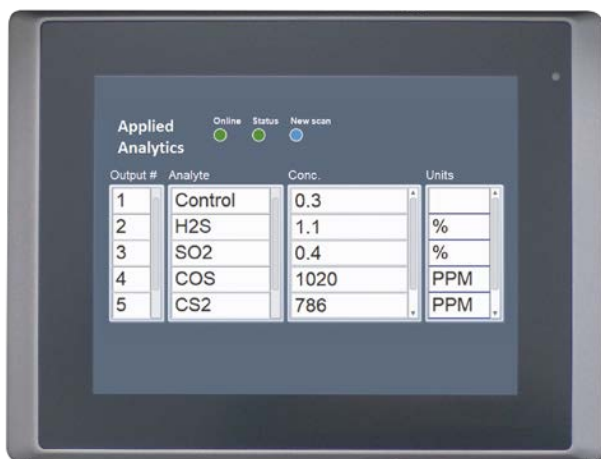 Applied
Analytics
Online Status New scan
Output # Analyte Conc. Units
1 Control 0.3
2 H2S 1.1 %
3 SO2 0.4 %
4 COS 1020 PPM
5 CS2 786 PPM